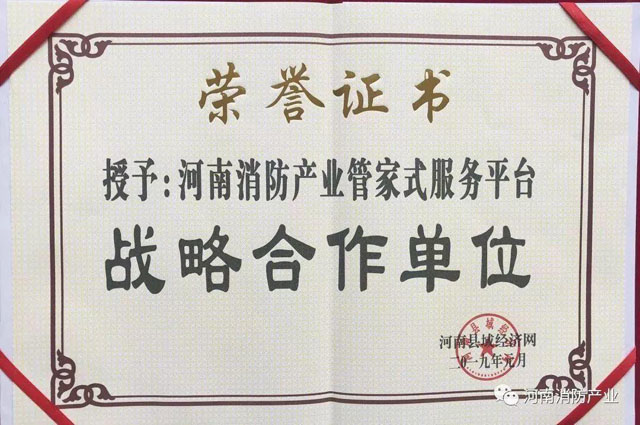 荣誉证书
授予:河南消防产业管家式服务平台
战略合作单位
河南县域经济网
二〇一九年元月
河南消防产业